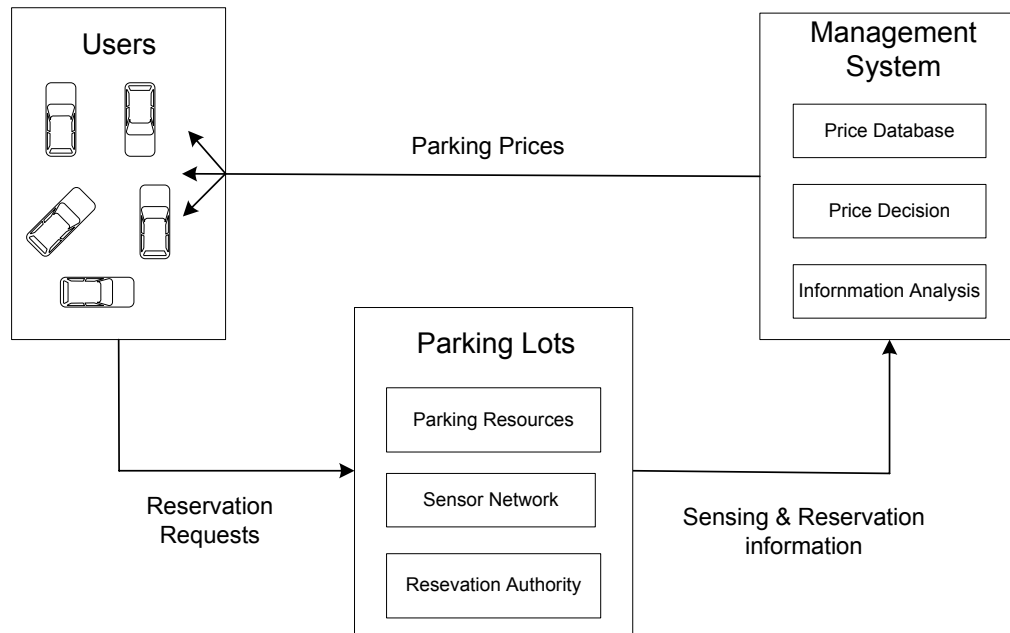 Users
Management
System
Price Database
Parking Prices
Price Decision
Infornmation Analysis
Parking Lots
Parking Resources
Sensor Network
Resevation Authority
Reservation
Requests
Sensing & Reservation
information